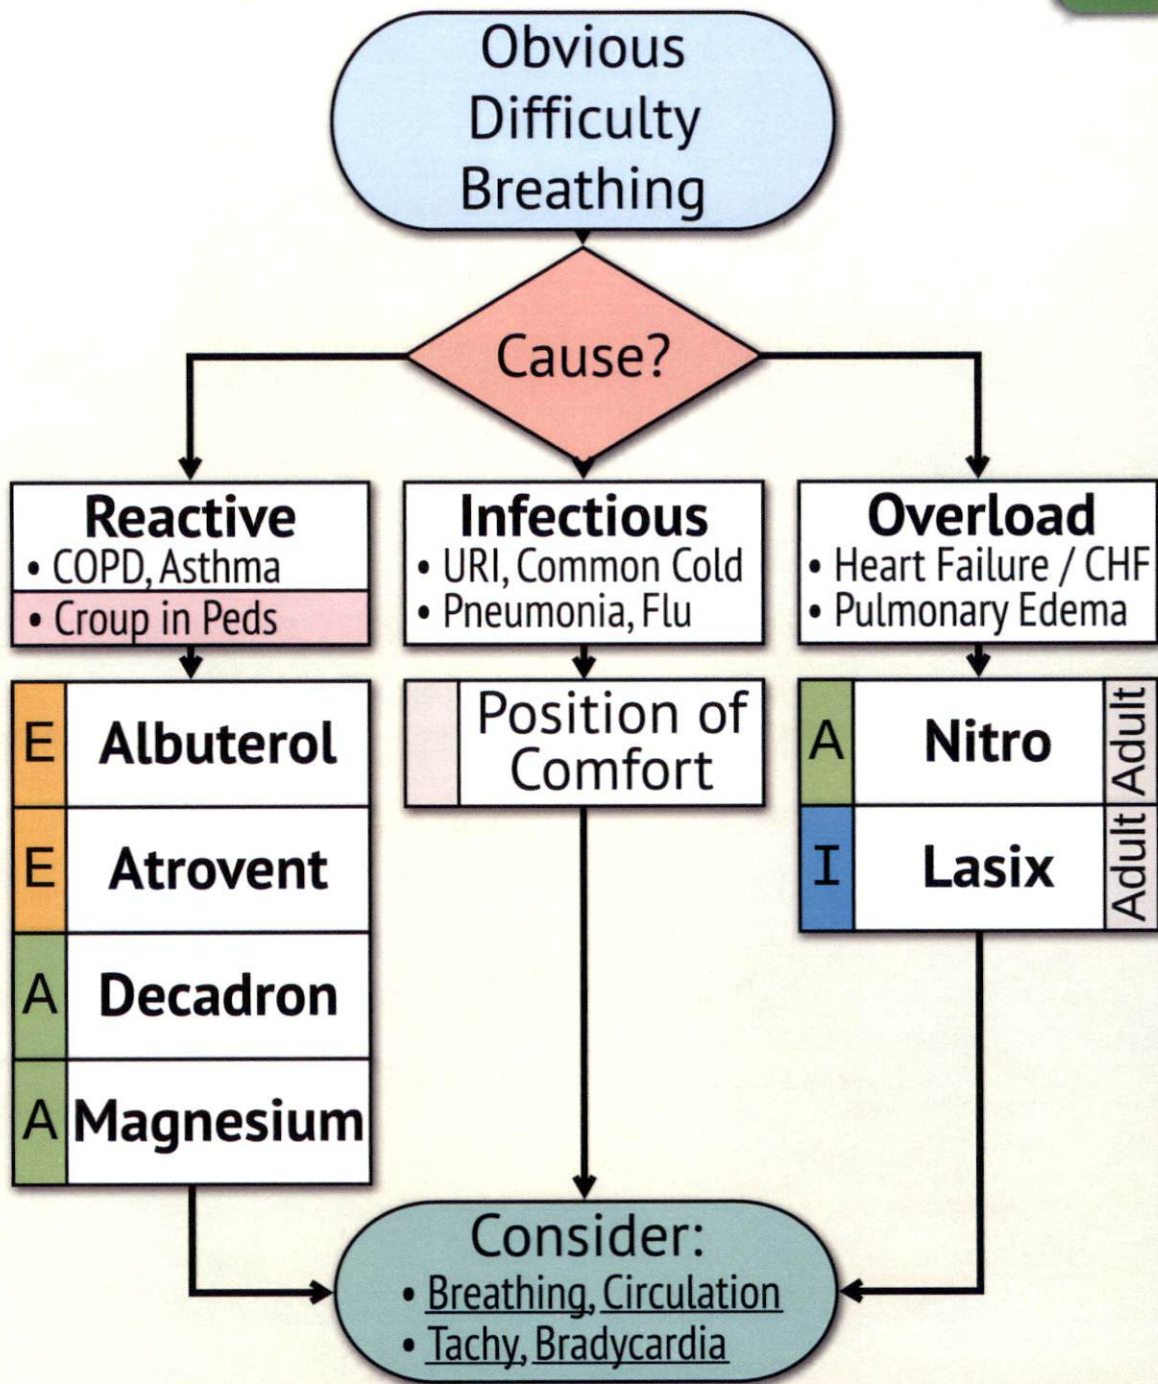 Obvious
Difficulty
Breathing
Cause?
Reactive
• COPD, Asthma
• Croup in Peds
E Albuterol
E Atrovent
A Decadron
A Magnesium
Infectious
• URI, Common Cold
• Pneumonia, Flu
Position of
Comfort
Overload
• Heart Failure / CHF
• Pulmonary Edema
A Nitro Adult
I Lasix Adult
Consider:
• Breathing, Circulation
• Tachy, Bradycardia